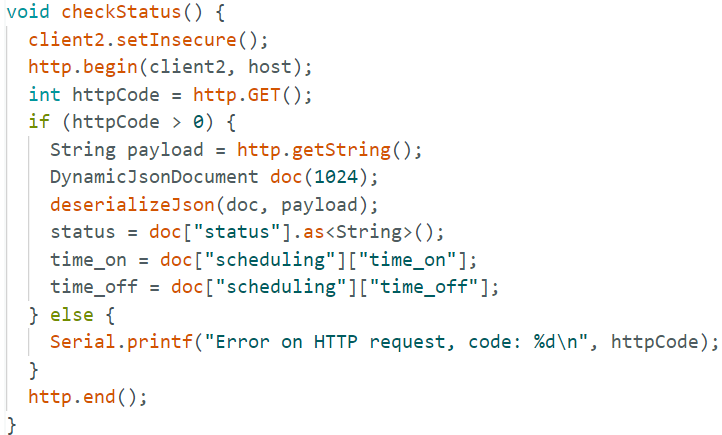 void checkStatus() {
  client2.setInsecure();
  http.begin(client2, host);
  int httpCode = http.GET();
  if (httpCode > 0) {
    String payload = http.getString();
    DynamicJsonDocument doc(1024);
    deserializeJson(doc, payload);
    status = doc["status"].as<String>();
    time_on = doc["scheduling"]["time_on"];
    time_off = doc["scheduling"]["time_off"];
  } else {
    Serial.printf("Error on HTTP request, code: %d\n", httpCode);
  }
  http.end();
}